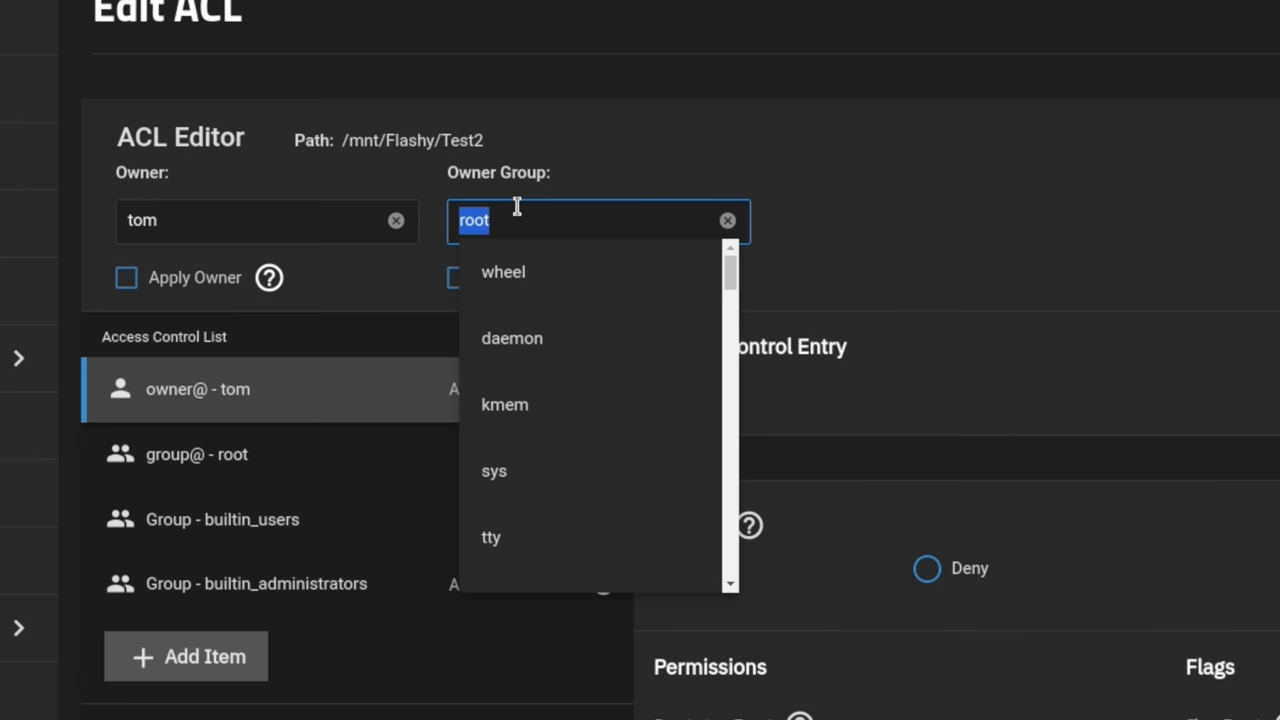 Edit ACL
ACL Editor
Path: /mnt/Flashy/Test2
Owner:
Owner Group:
tom
root
Apply Owner
wheel
daemon
kmem
sys
tty
Access Control List
ontrol Entry
owner@ - tom
A
group@ - root
Group - builtin_users
Group - builtin_administrators
A
Deny
+ Add Item
Permissions
Flags